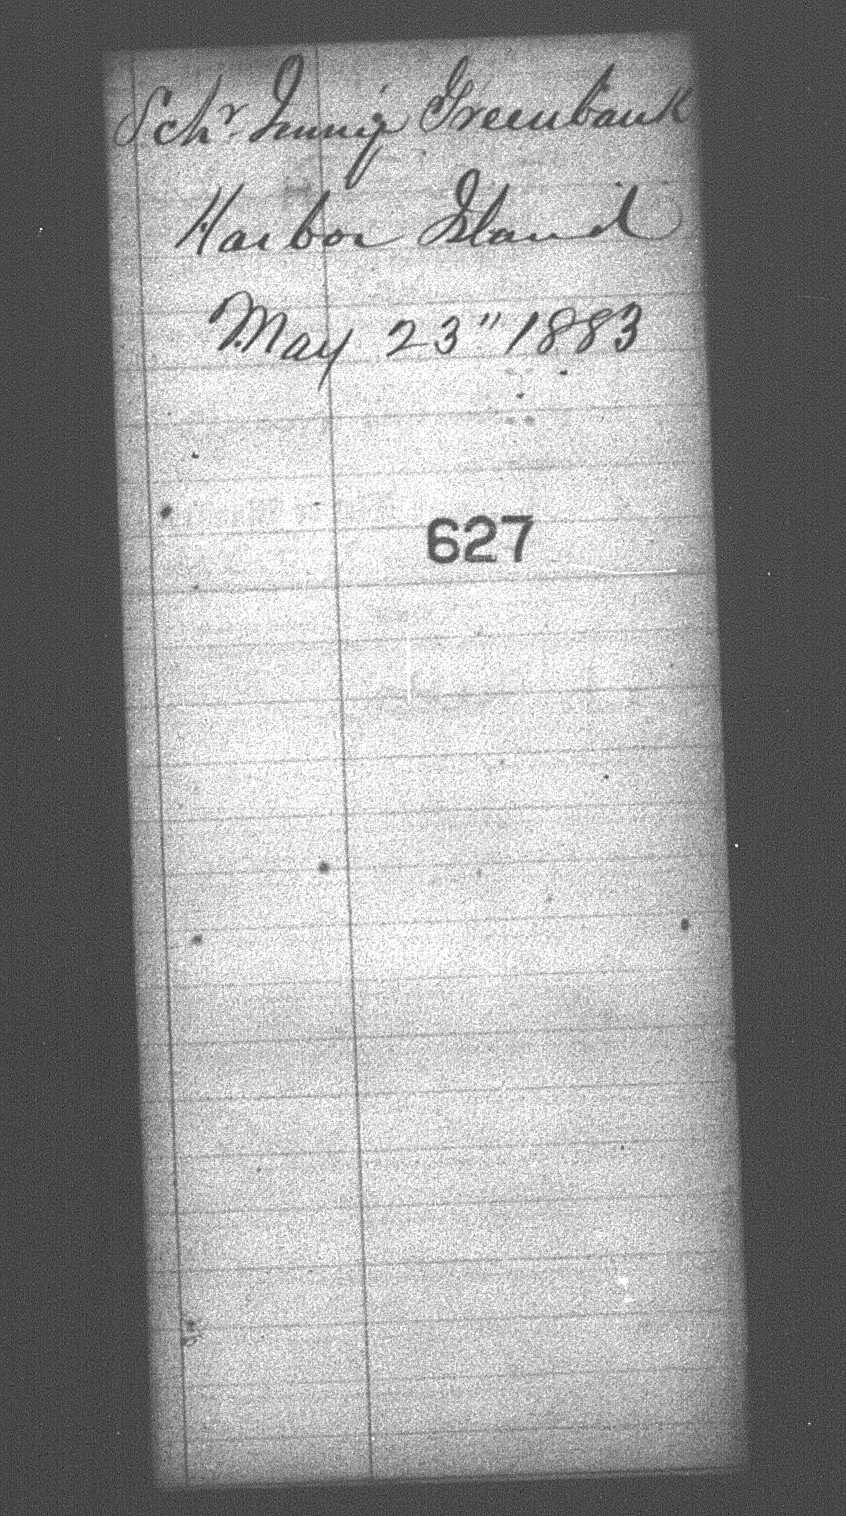 Schr. Jennie Greenbank
Harbor Island
May 23" 1883
627